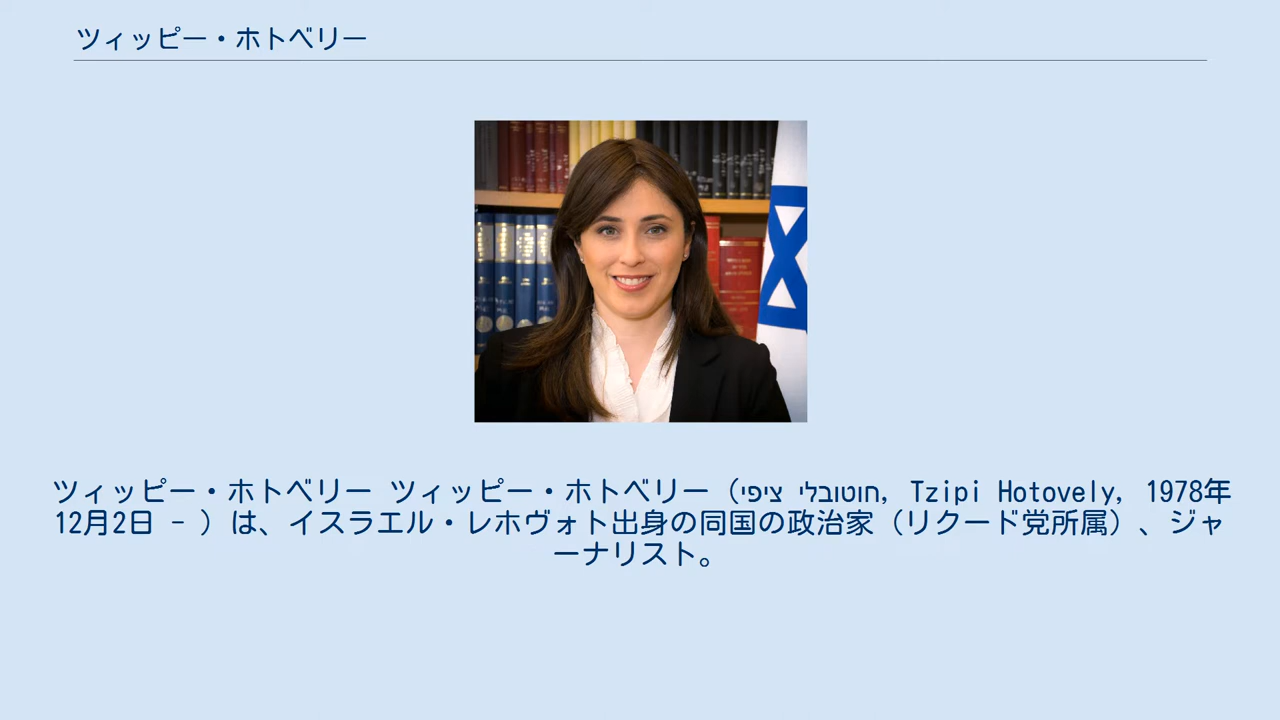 ツィッピー・ホトベリー
ツィッピー・ホトベリー ツィッピー・ホトベリー（חוטובלי ציפי, Tzipi Hotovely, 1978年
12月2日 - ）は、イスラエル・レホヴォト出身の同国の政治家（リクード党所属）、ジャ
ーナリスト。